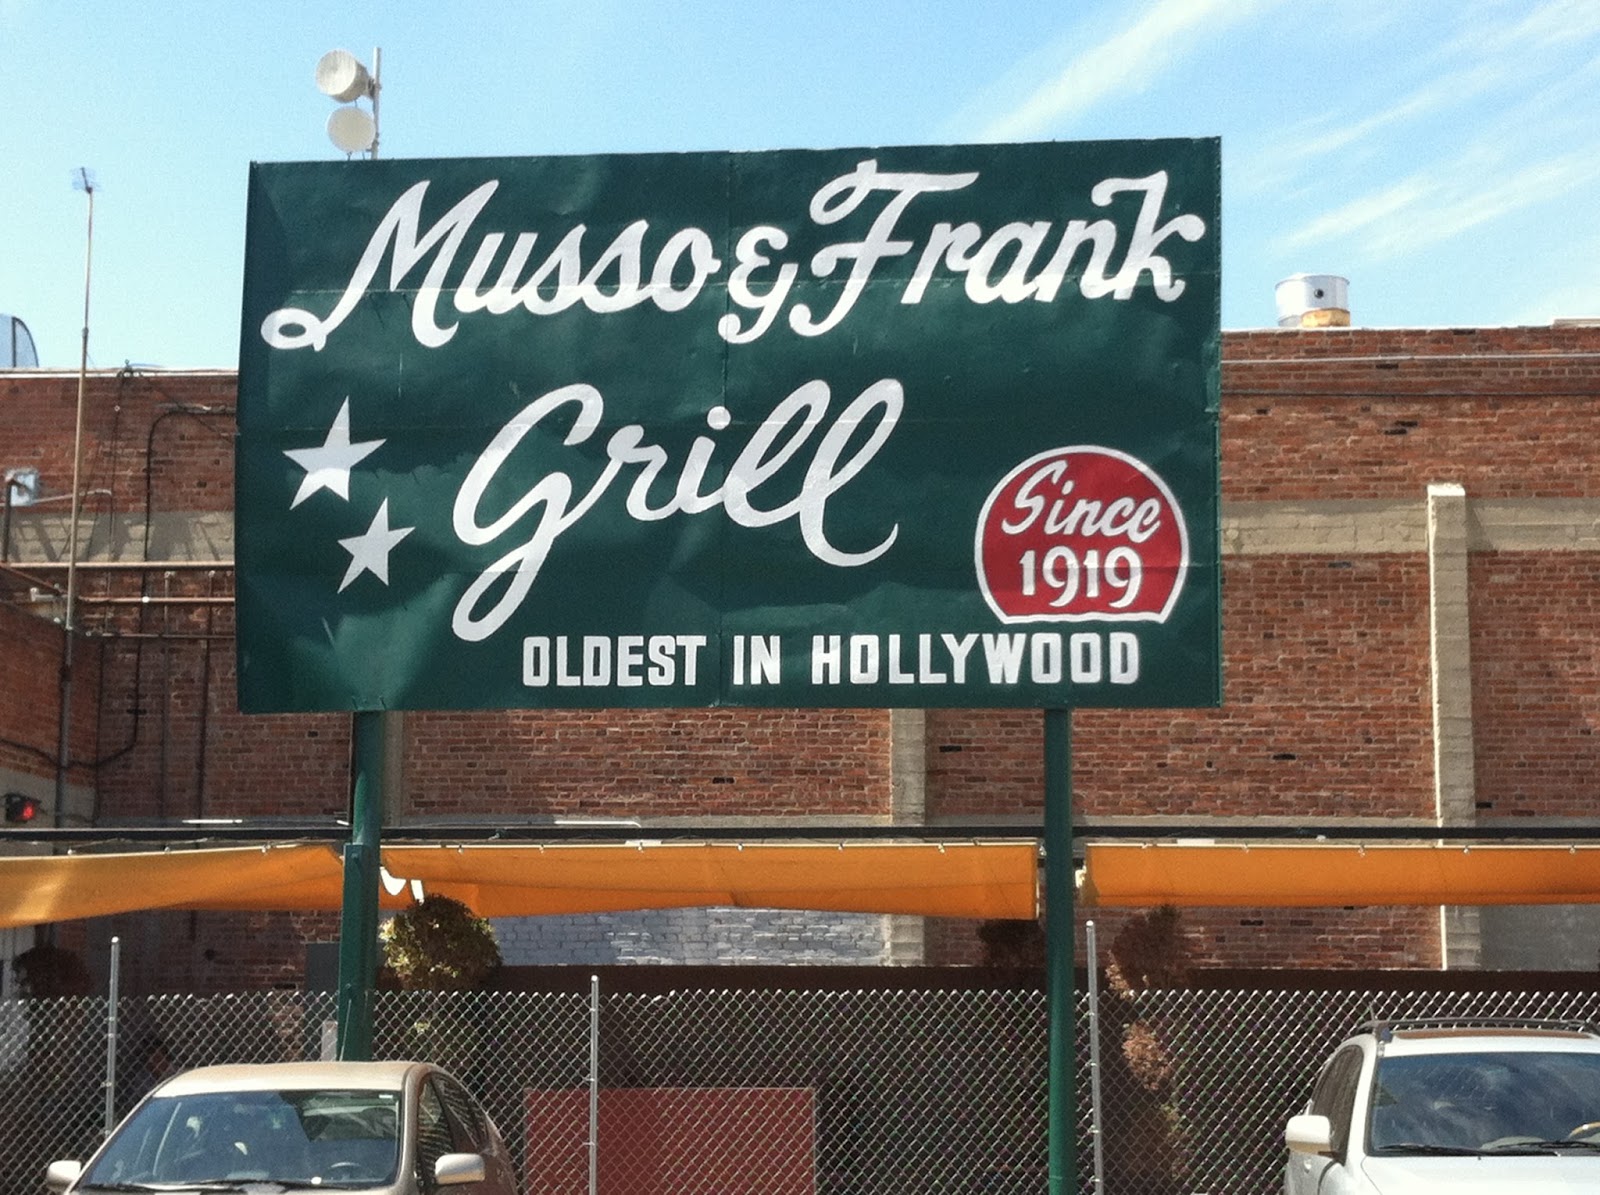 Musso & Frank
Grill
Since
1919
OLDEST IN HOLLYWOOD